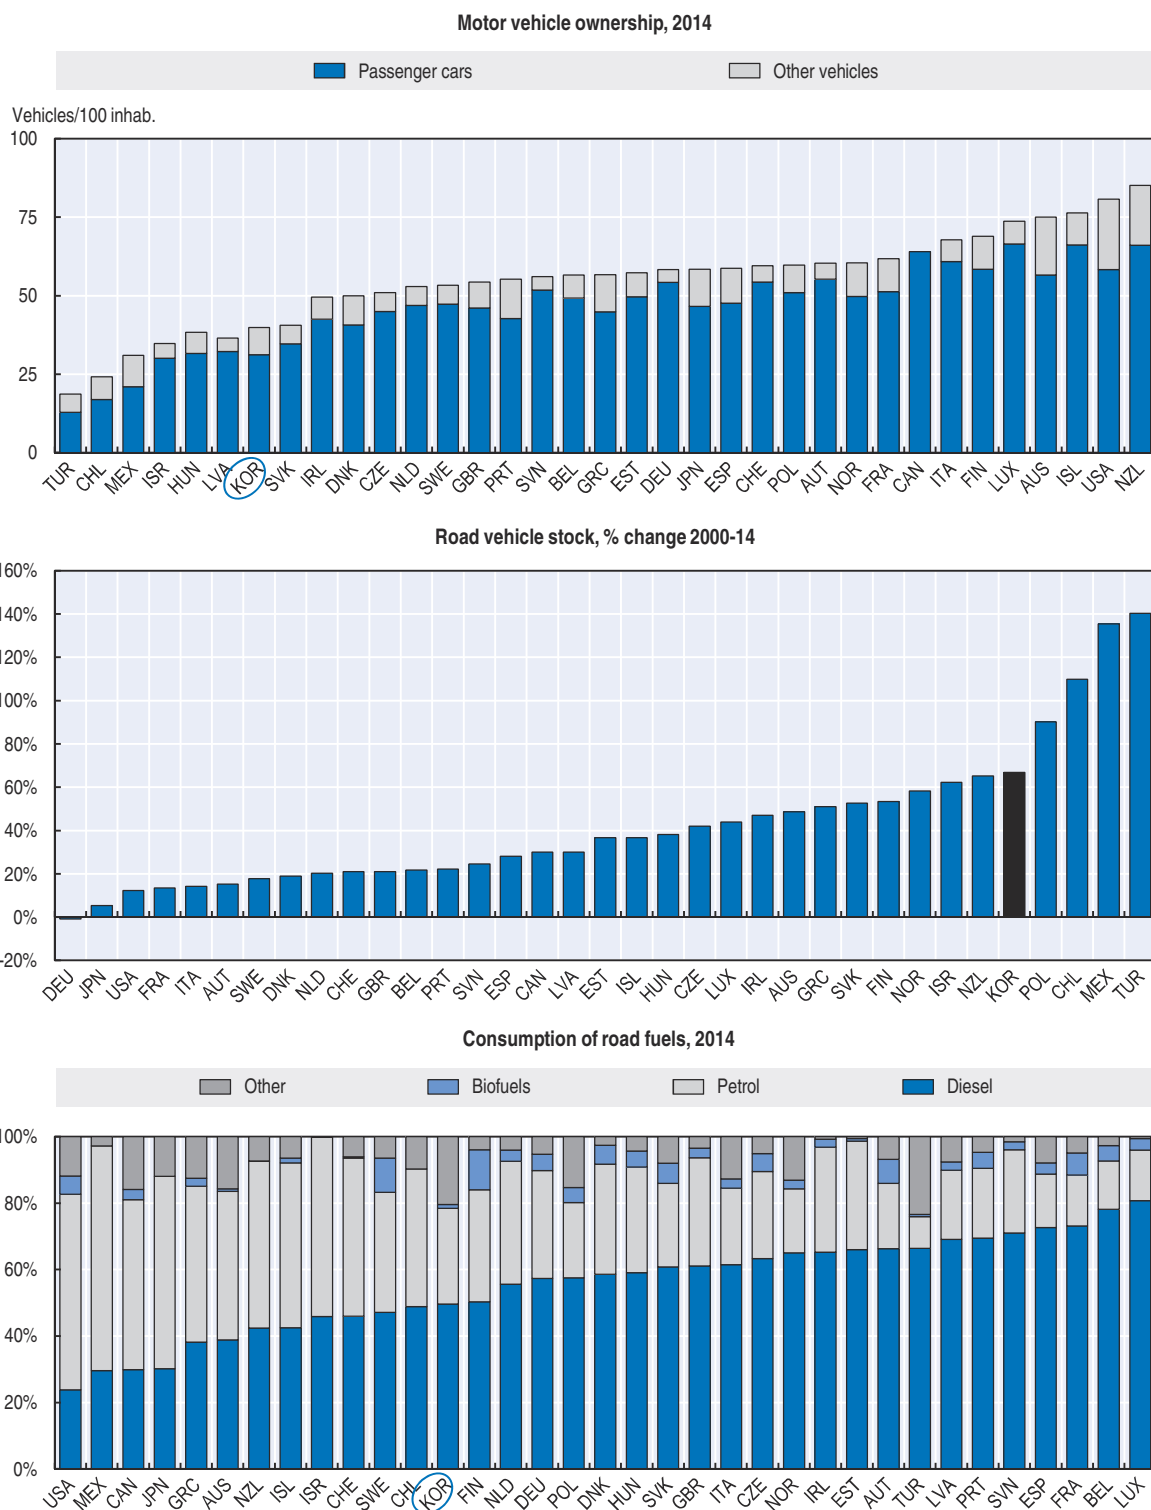 Motor vehicle ownership, 2014
Passenger cars Other vehicles
Vehicles/100 inhab.
100
75
50
25
0
TUR CHL MEX ISR HUN LVA KOR SVK IRL DNK CZE NLD SWE GBR PRT SVN BEL GRC EST DEU JPN ESP CHE POL AUT NOR FRA CAN ITA FIN LUX AUS ISL USA NZL
Road vehicle stock, % change 2000-14
160%
140%
120%
100%
80%
60%
40%
20%
0%
-20%
DEU JPN USA FRA ITA AUT SWE DNK NLD CHE GBR BEL PRT SVN ESP CAN LVA EST ISL HUN CZE LUX IRL AUS GRC SVK FIN NOR ISR NZL KOR POL CHL MEX TUR
Consumption of road fuels, 2014
Other Biofuels Petrol Diesel
100%
80%
60%
40%
20%
0%
USA MEX CAN JPN GRC AUS NZL ISL ISR CHE SWE CHL KOR FIN NLD DEU POL DNK HUN SVK GBR ITA CZE NOR IRL EST AUT TUR LVA PRT SVN ESP FRA BEL LUX